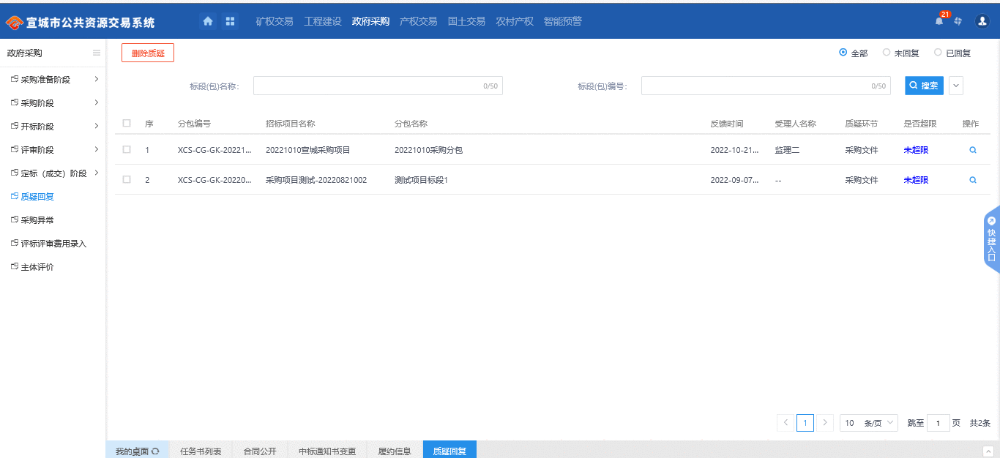 宣城市公共资源交易系统 矿权交易 工程建设 政府采购 产权交易 国土交易 农村产权 智能预警 21
政府采购
采购准备阶段
采购阶段
开标阶段
评审阶段
定标（成交）阶段
质疑回复
采购异常
评标评审费用录入
主体评价
删除质疑 全部 未回复 已回复
标段(包)名称： 0/50 标段(包)编号： 0/50 搜索
序 分包编号 招标项目名称 分包名称 反馈时间 受理人名称 质疑环节 是否超限 操作
1 XCS-CG-GK-20221... 20221010宣城采购项目 20221010采购分包 2022-10-21... 监理二 采购文件 未超限
2 XCS-CG-GK-20220... 采购项目测试-20220821002 测试项目标段1 2022-09-07... -- 采购文件 未超限
快捷入口
1 10 条/页 跳至 1 页 共2条
我的桌面 任务书列表 合同公开 中标通知书变更 履约信息 质疑回复